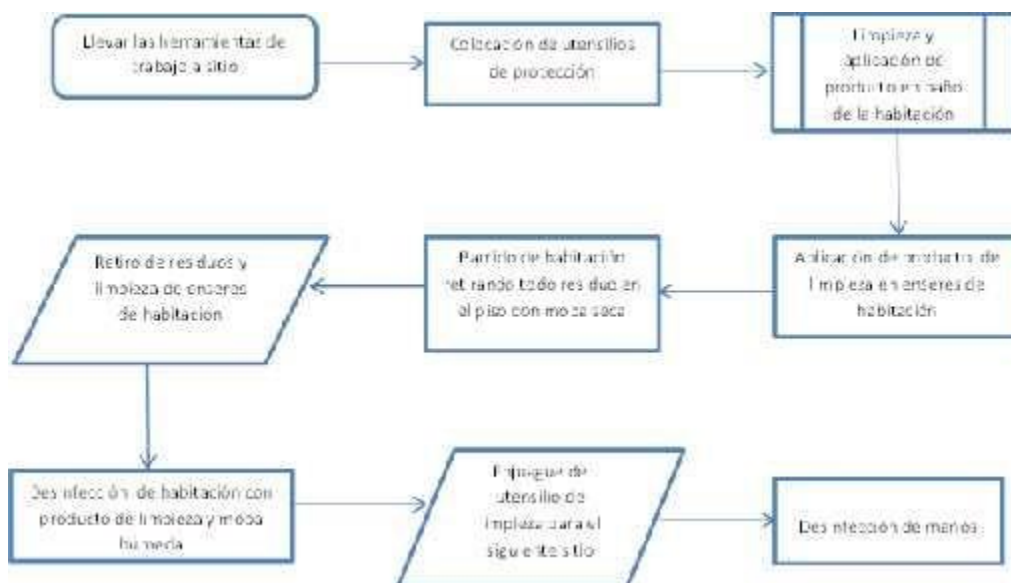 Llevar las herramientas de
trabajo a sitio
Colocación de utensilios
de protección
Limpieza y
aplicación de
producto en baño
de la habitación
Retiro de residuos y
limpieza de enseres
de habitación
Barrido de habitación
retirando todo residuo en
el piso con mopa seca
Aplicación de producto de
limpieza en enseres de
habitación
Desinfección de habitación con
producto de limpieza y mopa
húmeda
Enjuague de
utensilio de
limpieza para el
siguiente sitio
Desinfección de manos